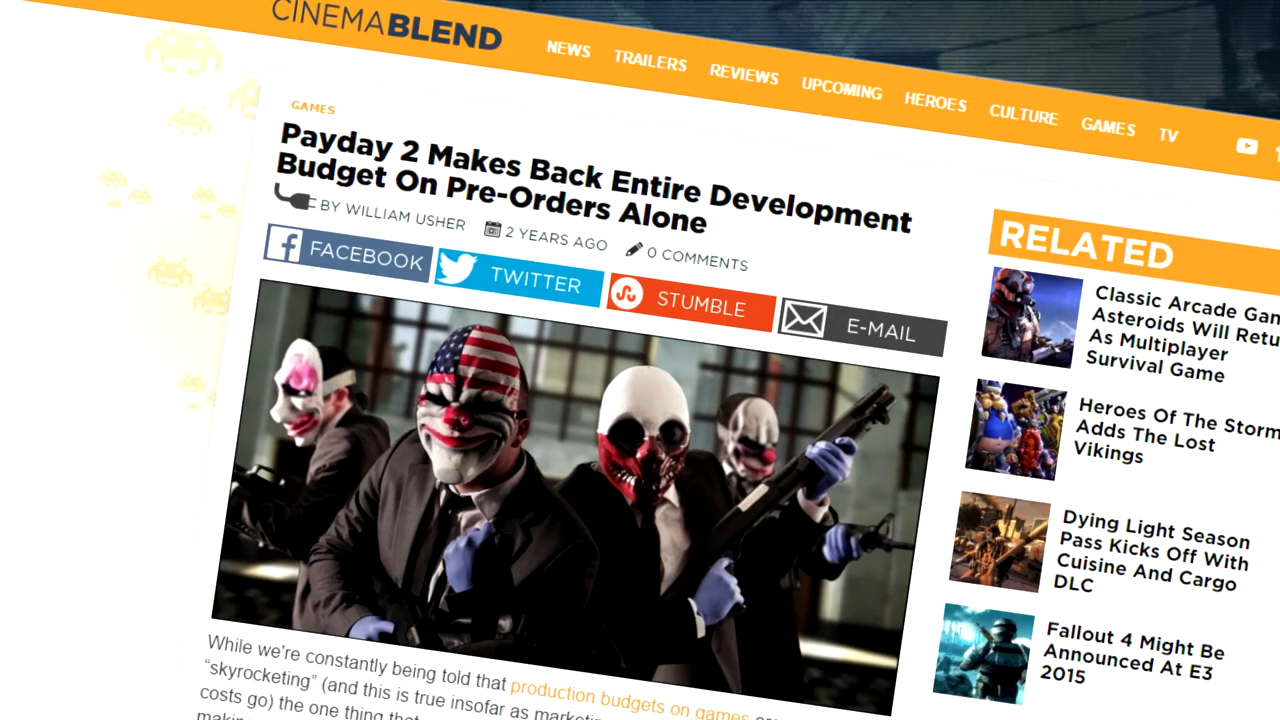 CINEMABLEND
NEWS TRAILERS REVIEWS UPCOMING HEROES CULTURE GAMES TV
GAMES
Payday 2 Makes Back Entire Development
Budget On Pre-Orders Alone
BY WILLIAM USHER 2 YEARS AGO 0 COMMENTS
FACEBOOK TWITTER STUMBLE E-MAIL
While we're constantly being told that production budgets on games are
"skyrocketing" (and this is true insofar as
costs go) the one thing that
RELATED
Classic Arcade
Asteroids Will
As Multiplayer
Survival Game
Heroes Of The Storm
Adds The Lost
Vikings
Dying Light Season
Pass Kicks Off With
Cuisine And Cargo
DLC
Fallout 4 Might Be
Announced At E3
2015